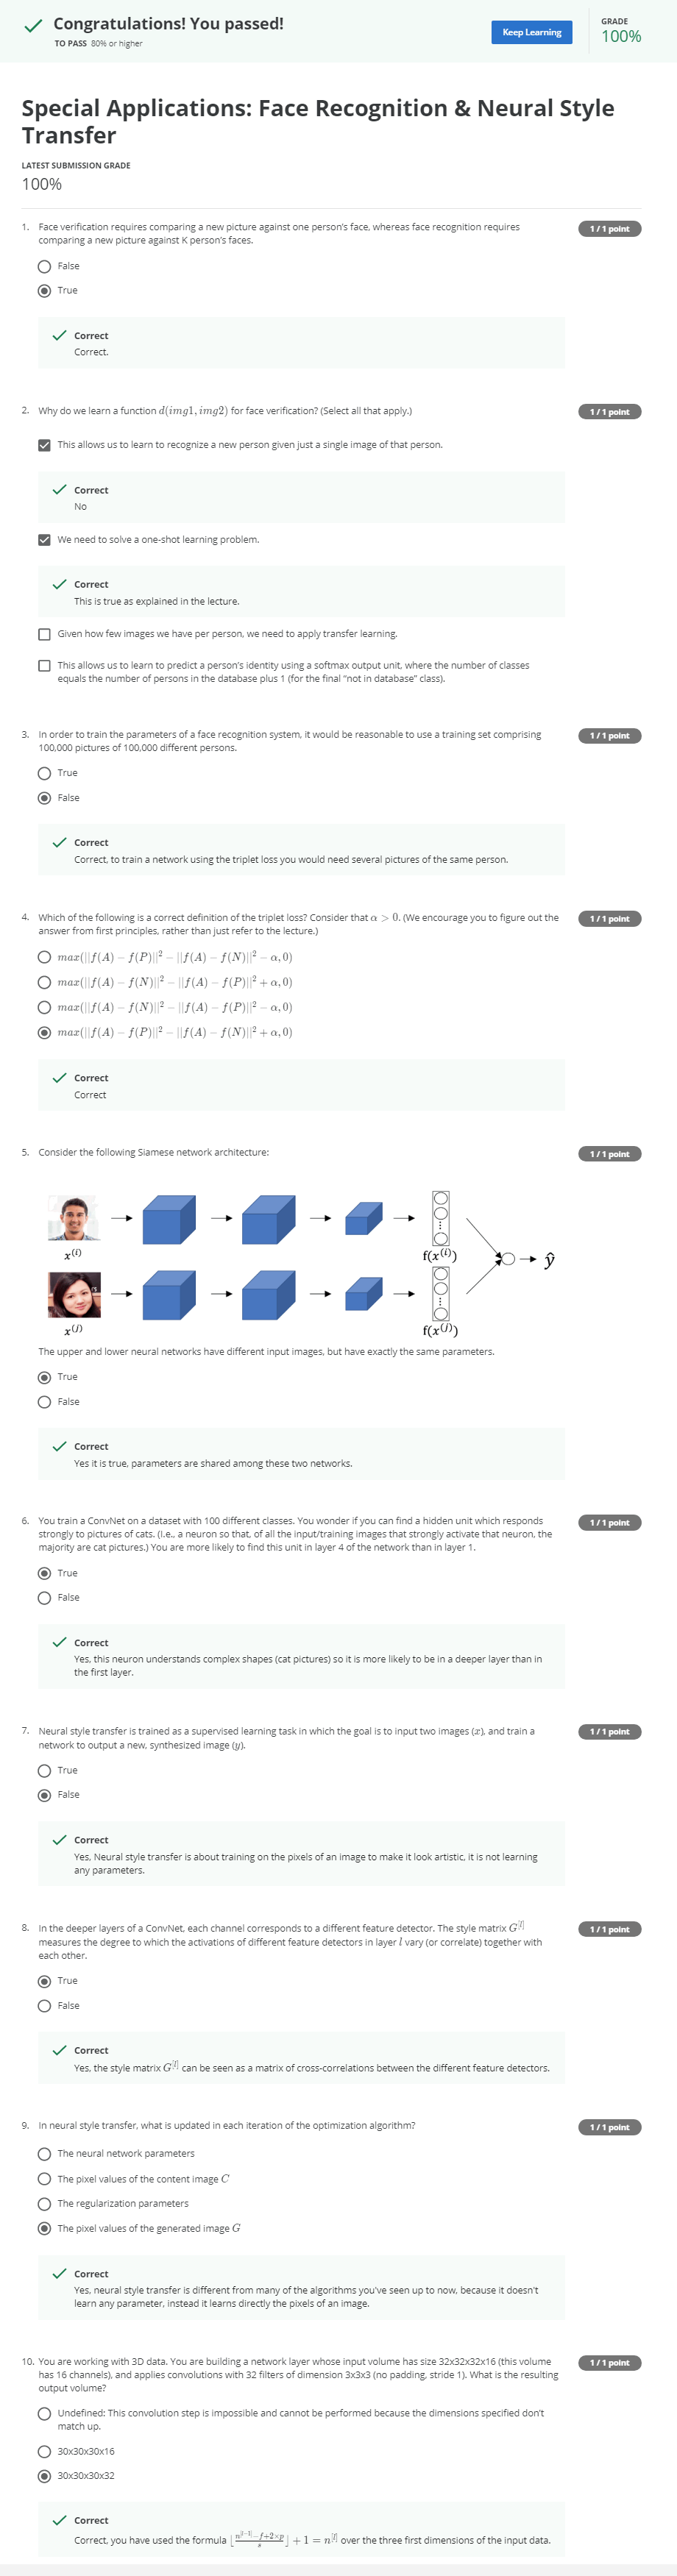 Congratulations! You passed!
TO PASS 80% or higher
Keep Learning
GRADE
100%
Special Applications: Face Recognition & Neural Style
Transfer
LATEST SUBMISSION GRADE
100%
1. Face verification requires comparing a new picture against one person's face, whereas face recognition requires
comparing a new picture against K person's faces.
1 / 1 point
False
True
Correct
Correct.
2. Why do we learn a function d(img1, img2) for face verification? (Select all that apply.)
1 / 1 point
This allows us to learn to recognize a new person given just a single image of that person.
Correct
No
We need to solve a one-shot learning problem.
Correct
This is true as explained in the lecture.
Given how few images we have per person, we need to apply transfer learning.
This allows us to learn to predict a person's identity using a softmax output unit, where the number of classes
equals the number of persons in the database plus 1 (for the final "not in database" class).
3. In order to train the parameters of a face recognition system, it would be reasonable to use a training set comprising
100,000 pictures of 100,000 different persons.
1 / 1 point
True
False
Correct
Correct, to train a network using the triplet loss you would need several pictures of the same person.
4. Which of the following is a correct definition of the triplet loss? Consider that α > 0. (We encourage you to figure out the
answer from first principles, rather than just refer to the lecture.)
1 / 1 point
max(||f(A) − f(P)||² − ||f(A) − f(N)||² − α, 0)
max(||f(A) − f(N)||² − ||f(A) − f(P)||² + α, 0)
max(||f(A) − f(N)||² − ||f(A) − f(P)||² − α, 0)
max(||f(A) − f(P)||² − ||f(A) − f(N)||² + α, 0)
Correct
Correct
5. Consider the following Siamese network architecture:
1 / 1 point
x⁽ⁱ⁾
f(x⁽ⁱ⁾)
ŷ
x⁽ʲ⁾
f(x⁽ʲ⁾)
The upper and lower neural networks have different input images, but have exactly the same parameters.
True
False
Correct
Yes it is true, parameters are shared among these two networks.
6. You train a ConvNet on a dataset with 100 different classes. You wonder if you can find a hidden unit which responds
strongly to pictures of cats. (I.e., a neuron so that, of all the input/training images that strongly activate that neuron, the
majority are cat pictures.) You are more likely to find this unit in layer 4 of the network than in layer 1.
1 / 1 point
True
False
Correct
Yes, this neuron understands complex shapes (cat pictures) so it is more likely to be in a deeper layer than in
the first layer.
7. Neural style transfer is trained as a supervised learning task in which the goal is to input two images (x), and train a
network to output a new, synthesized image (y).
1 / 1 point
True
False
Correct
Yes, Neural style transfer is about training on the pixels of an image to make it look artistic, it is not learning
any parameters.
8. In the deeper layers of a ConvNet, each channel corresponds to a different feature detector. The style matrix G^[l]
measures the degree to which the activations of different feature detectors in layer l vary (or correlate) together with
each other.
1 / 1 point
True
False
Correct
Yes, the style matrix G^[l] can be seen as a matrix of cross-correlations between the different feature detectors.
9. In neural style transfer, what is updated in each iteration of the optimization algorithm?
1 / 1 point
The neural network parameters
The pixel values of the content image C
The regularization parameters
The pixel values of the generated image G
Correct
Yes, neural style transfer is different from many of the algorithms you've seen up to now, because it doesn't
learn any parameter, instead it learns directly the pixels of an image.
10. You are working with 3D data. You are building a network layer whose input volume has size 32x32x32x16 (this volume
has 16 channels), and applies convolutions with 32 filters of dimension 3x3x3 (no padding, stride 1). What is the resulting
output volume?
1 / 1 point
Undefined: This convolution step is impossible and cannot be performed because the dimensions specified don't
match up.
30x30x30x16
30x30x30x32
Correct
Correct, you have used the formula ⌊(n^[l−1] − f + 2×p)/s⌋ + 1 = n^[l] over the three first dimensions of the input data.